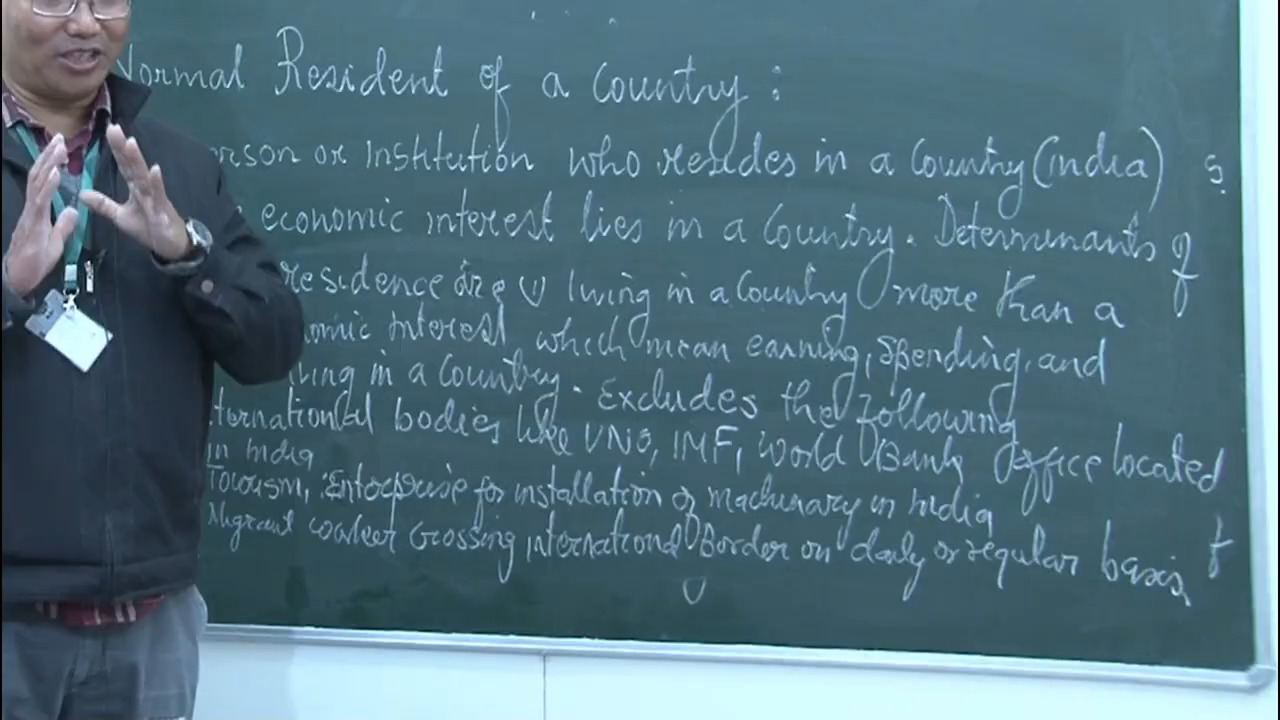 Normal Resident of a Country :
erson or Institution who resides in a Country (India) s.
economic interest lies in a Country. Determinants of
residence are (i) living in a Country more than a
omic interest which mean earning, spending, and
ing in a Country. Excludes the following
ternational bodies like UNO, IMF, World Bank, office located
in India
Tourism, Enterprise for installation of machinary in India
Migrant worker Crossing international Border on daily or regular basis,